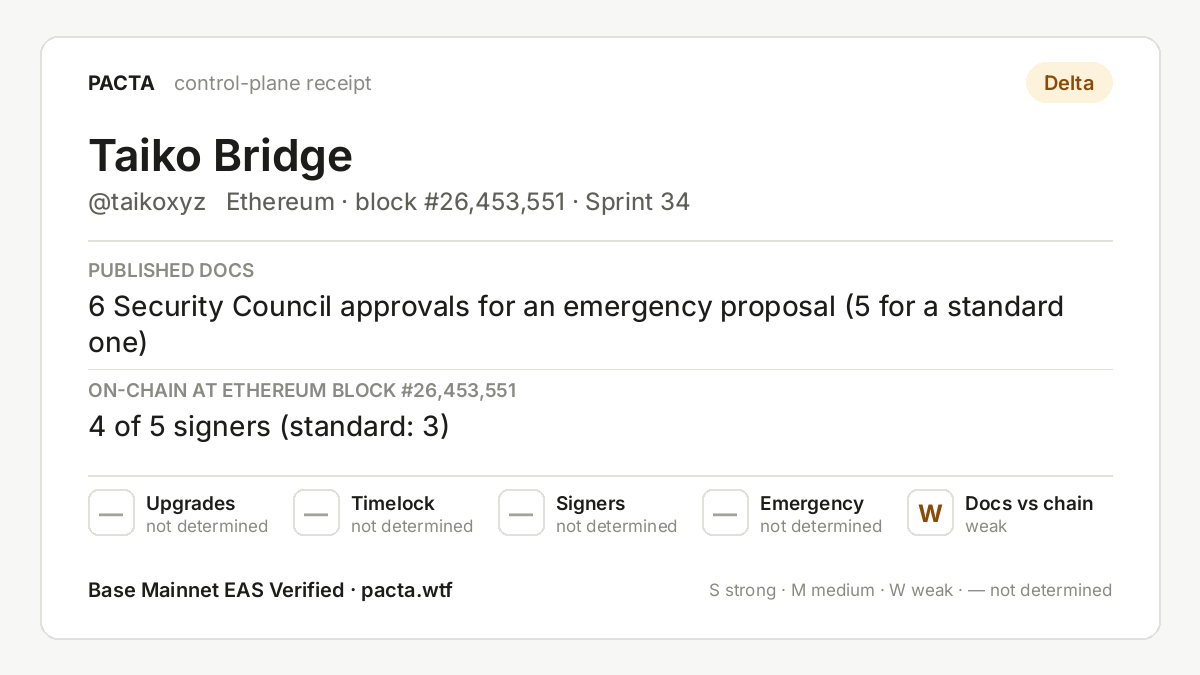 PACTA control-plane receipt
Delta
Taiko Bridge
@taikoxyz Ethereum · block #26,453,551 · Sprint 34
PUBLISHED DOCS
6 Security Council approvals for an emergency proposal (5 for a standard
one)
ON-CHAIN AT ETHEREUM BLOCK #26,453,551
4 of 5 signers (standard: 3)
— Upgrades
not determined
— Timelock
not determined
— Signers
not determined
— Emergency
not determined
W Docs vs chain
weak
Base Mainnet EAS Verified · pacta.wtf
S strong · M medium · W weak · — not determined